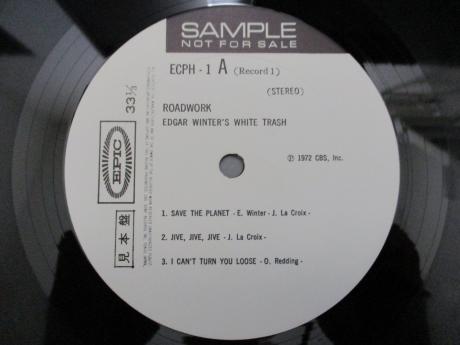 SAMPLE
NOT FOR SALE
ECPH - 1 A (Record 1)
(STEREO)
33⅓
ROADWORK
EDGAR WINTER'S WHITE TRASH
EPIC
℗ 1972 CBS, Inc.
見本盤
1. SAVE THE PLANET - E. Winter - J. La Croix -
2. JIVE, JIVE, JIVE - J. La Croix -
3. I CAN'T TURN YOU LOOSE - O. Redding -